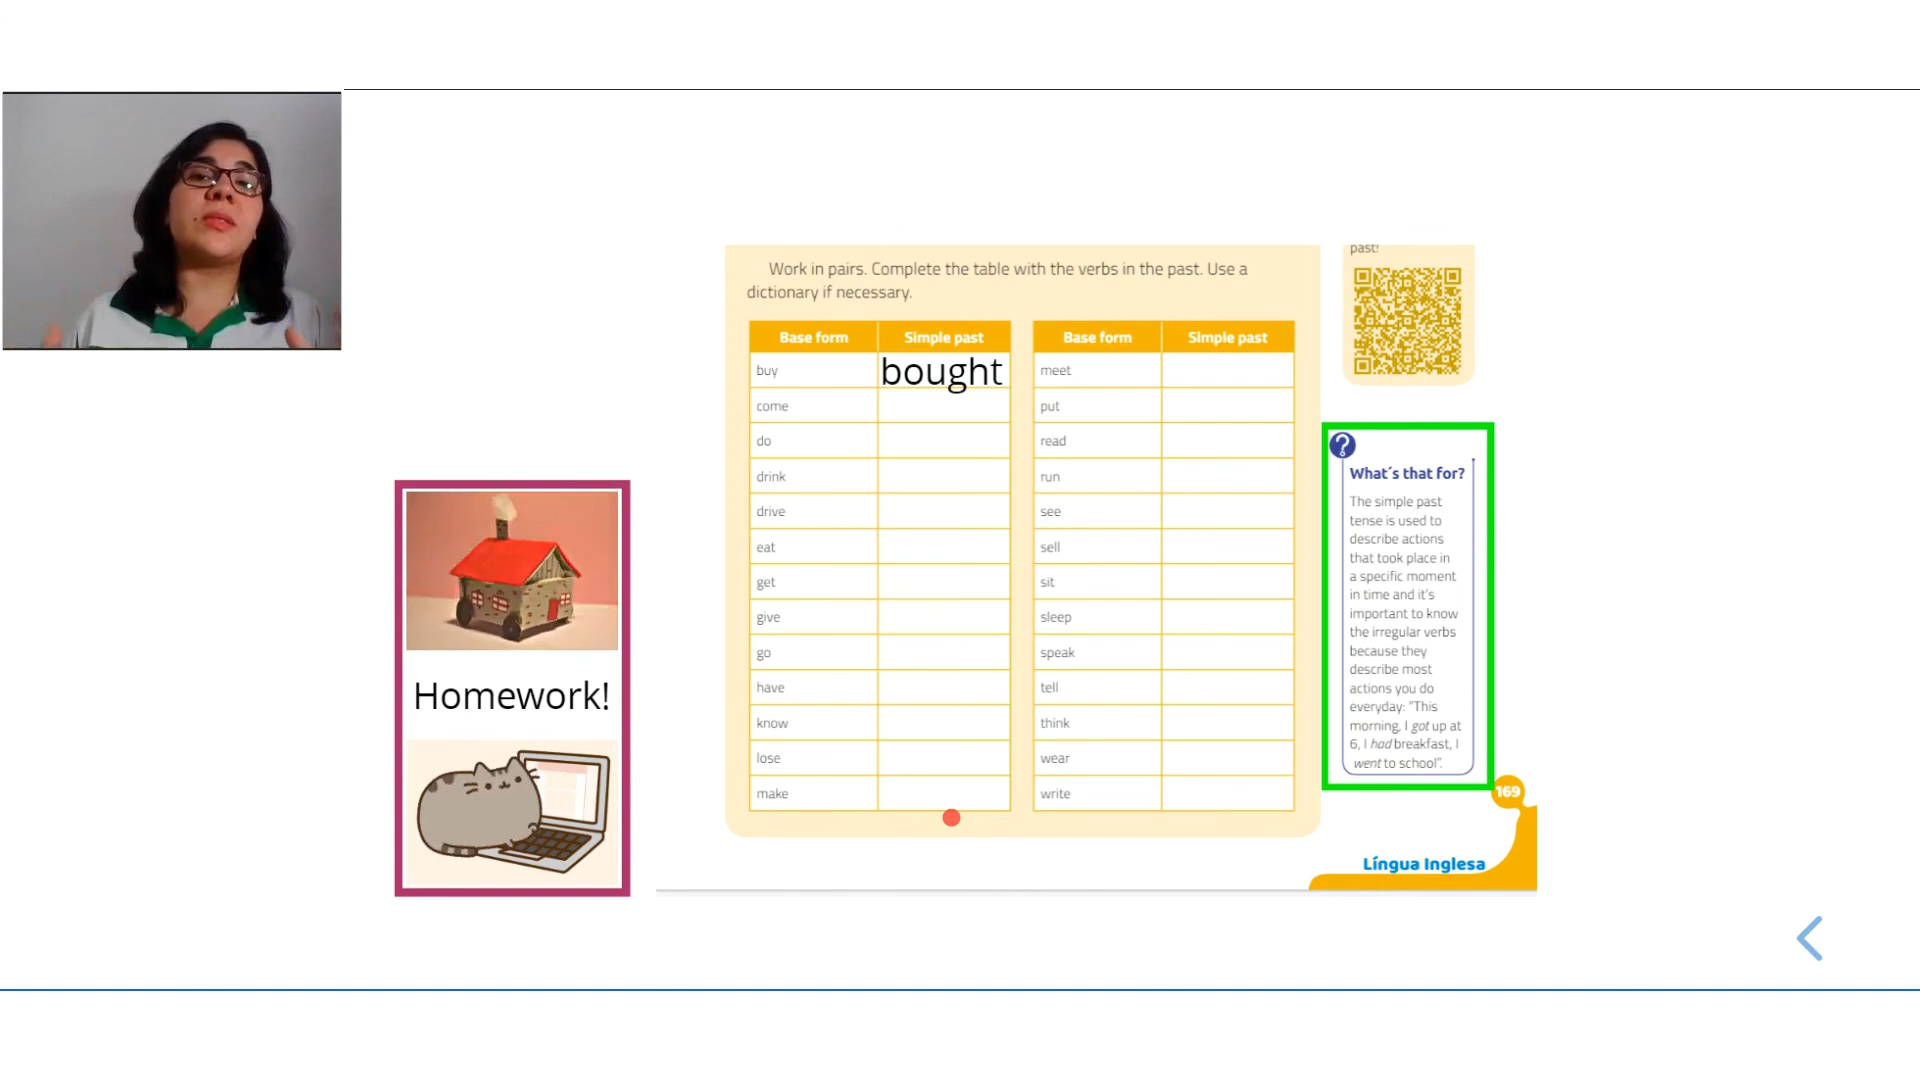 past!
Work in pairs. Complete the table with the verbs in the past. Use a
dictionary if necessary.
Base form Simple past Base form Simple past
buy bought meet
come put
do read
drink run
drive see
eat sell
get sit
give sleep
go speak
have tell
know think
lose wear
make write
Homework!
?
What´s that for?
The simple past
tense is used to
describe actions
that took place in
a specific moment
in time and it's
important to know
the irregular verbs
because they
describe most
actions you do
everyday: "This
morning, I got up at
6, I had breakfast, I
went to school".
169
Língua Inglesa